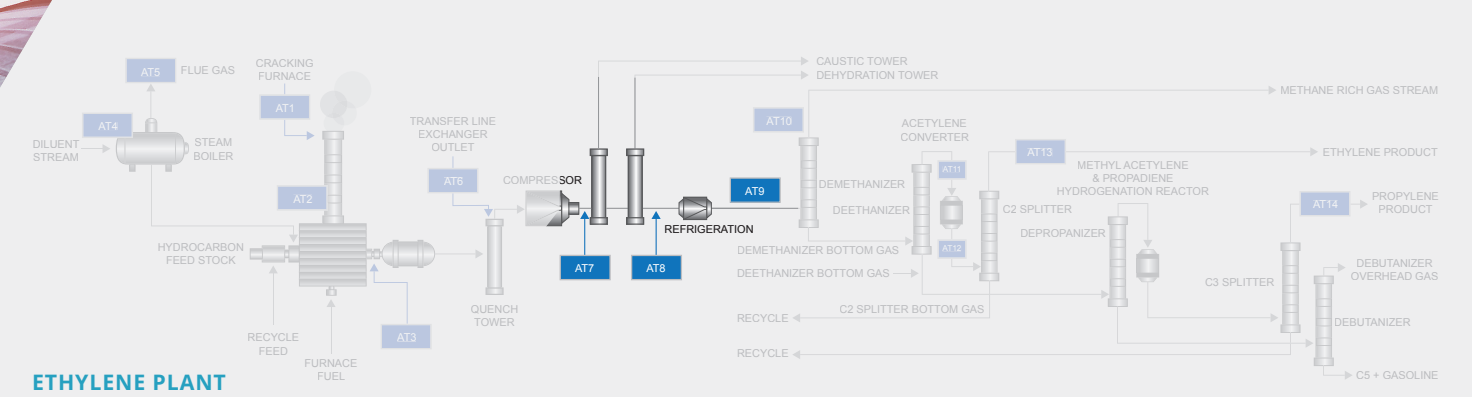 CAUSTIC TOWER
DEHYDRATION TOWER
AT5
FLUE GAS
CRACKING
FURNACE
METHANE RICH GAS STREAM
AT1
AT10
AT4
TRANSFER LINE
EXCHANGER
OUTLET
ACETYLENE
CONVERTER
DILUENT
STREAM
STEAM
BOILER
AT13
ETHYLENE PRODUCT
METHYL ACETYLENE
& PROPADIENE
HYDROGENATION REACTOR
AT11
AT6
COMPRESSOR
DEMETHANIZER
AT9
AT2
AT14
PROPYLENE
PRODUCT
DEETHANIZER
C2 SPLITTER
REFRIGERATION
DEPROPANIZER
HYDROCARBON
FEED STOCK
DEMETHANIZER BOTTOM GAS
AT12
AT7
AT8
DEETHANIZER BOTTOM GAS
DEBUTANIZER
OVERHEAD GAS
C3 SPLITTER
QUENCH
TOWER
RECYCLE
C2 SPLITTER BOTTOM GAS
DEBUTANIZER
AT3
RECYCLE
FEED
RECYCLE
FURNACE
FUEL
C5 + GASOLINE
ETHYLENE PLANT